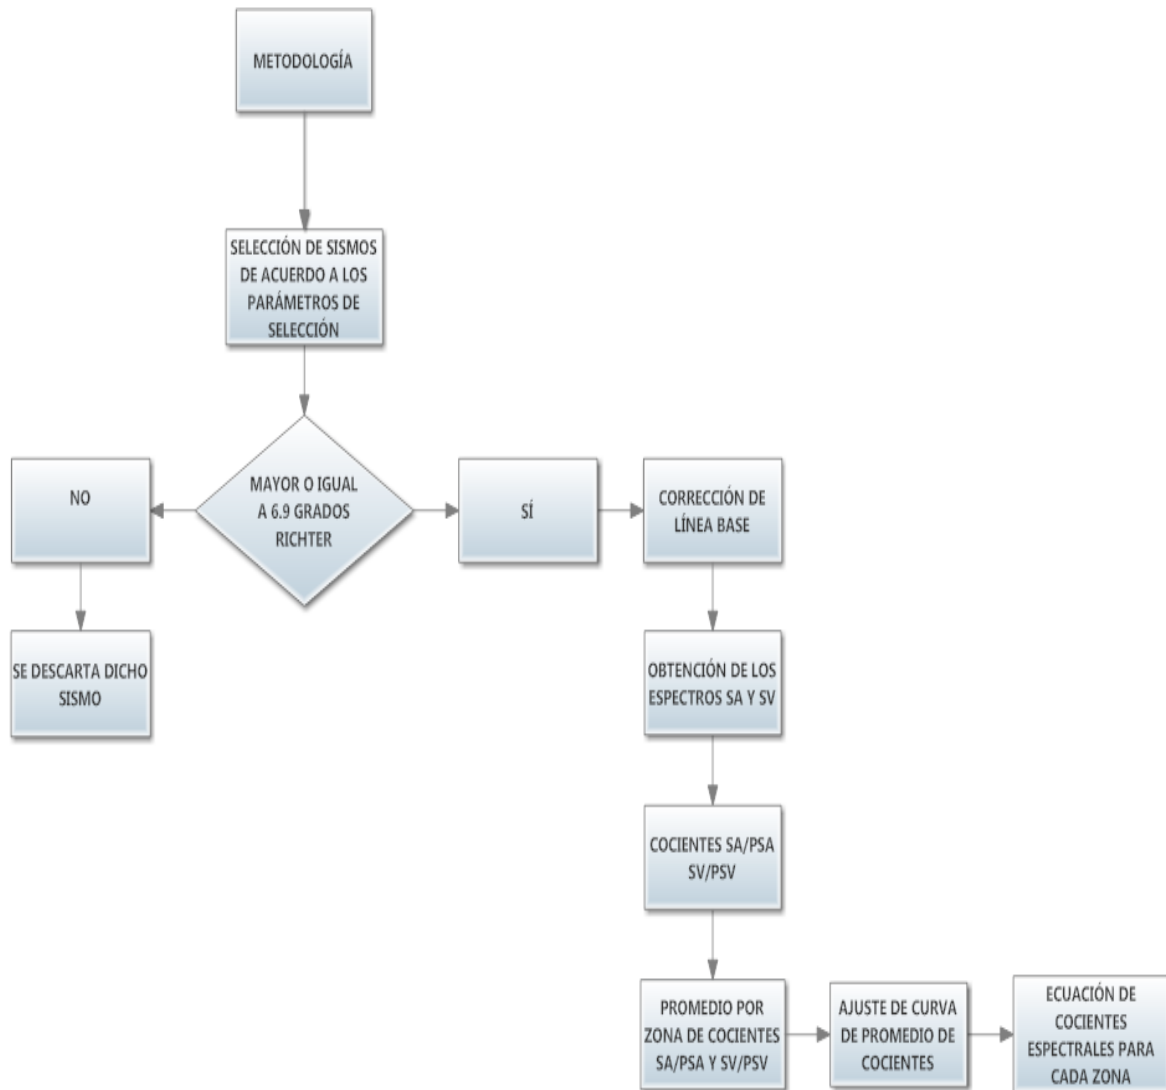 METODOLOGÍA
SELECCIÓN DE SISMOS
DE ACUERDO A LOS
PARÁMETROS DE
SELECCIÓN
MAYOR O IGUAL
A 6.9 GRADOS
RICHTER
NO
SE DESCARTA DICHO
SISMO
SÍ
CORRECCIÓN DE
LÍNEA BASE
OBTENCIÓN DE LOS
ESPECTROS SA Y SV
COCIENTES SA/PSA
SV/PSV
PROMEDIO POR
ZONA DE COCIENTES
SA/PSA Y SV/PSV
AJUSTE DE CURVA
DE PROMEDIO DE
COCIENTES
ECUACIÓN DE
COCIENTES
ESPECTRALES PARA
CADA ZONA